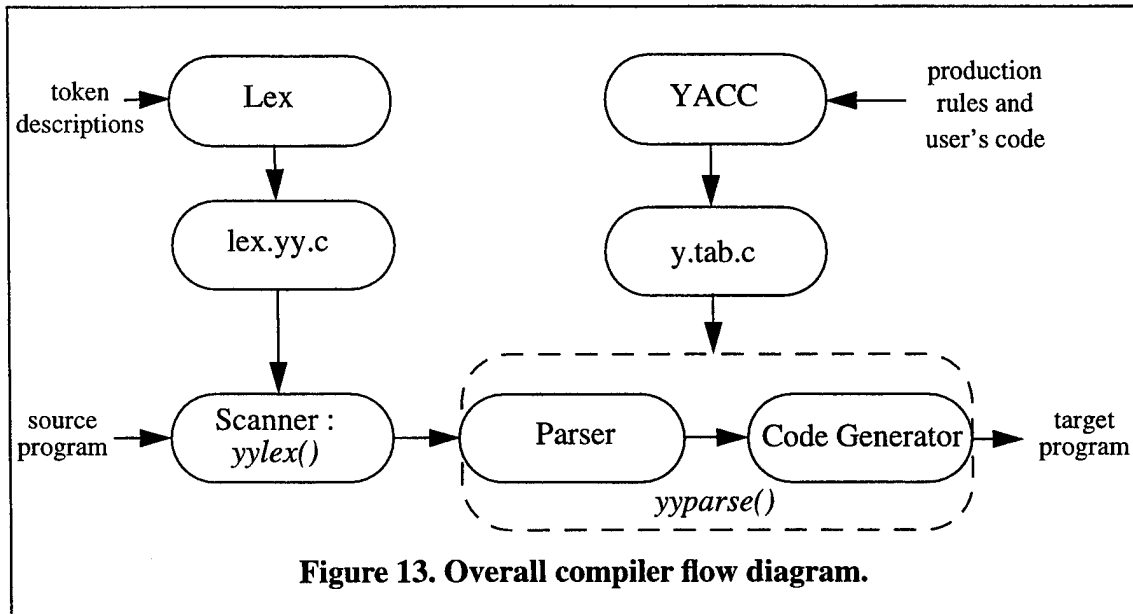 token
descriptions
Lex
YACC
production
rules and
user's code
lex.yy.c
y.tab.c
source
program
Scanner :
yylex()
Parser
Code Generator
target
program
yyparse()
Figure 13. Overall compiler flow diagram.